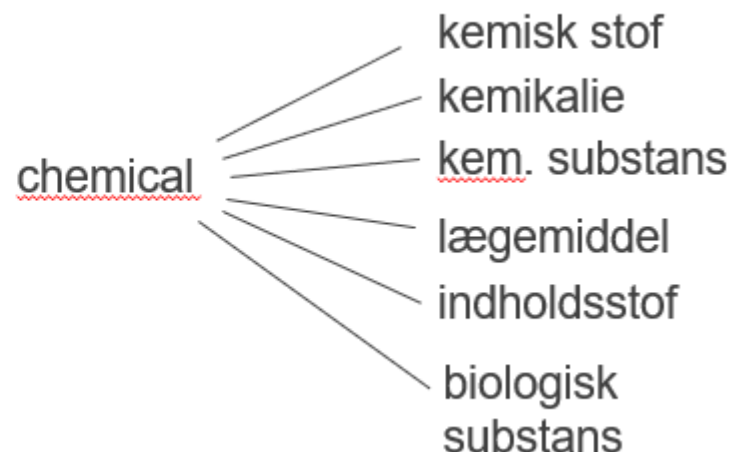 chemical
kemisk stof
kemikalie
kem. substans
lægemiddel
indholdsstof
biologisk
substans